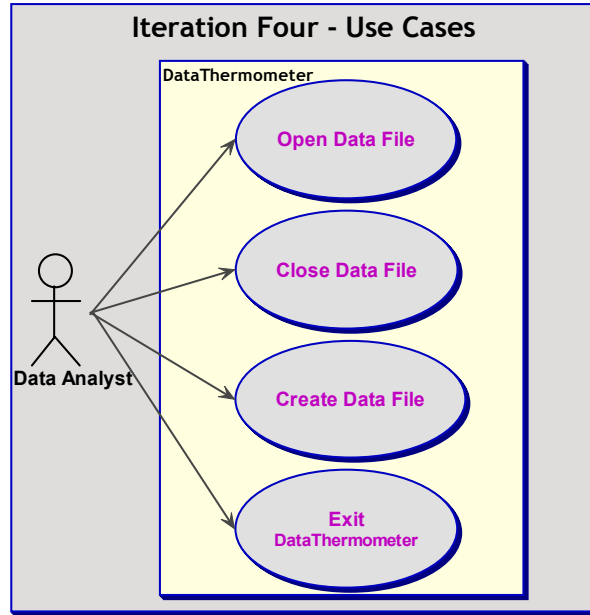 Iteration Four - Use Cases
DataThermometer
Open Data File
Close Data File
Data Analyst
Create Data File
Exit
DataThermometer